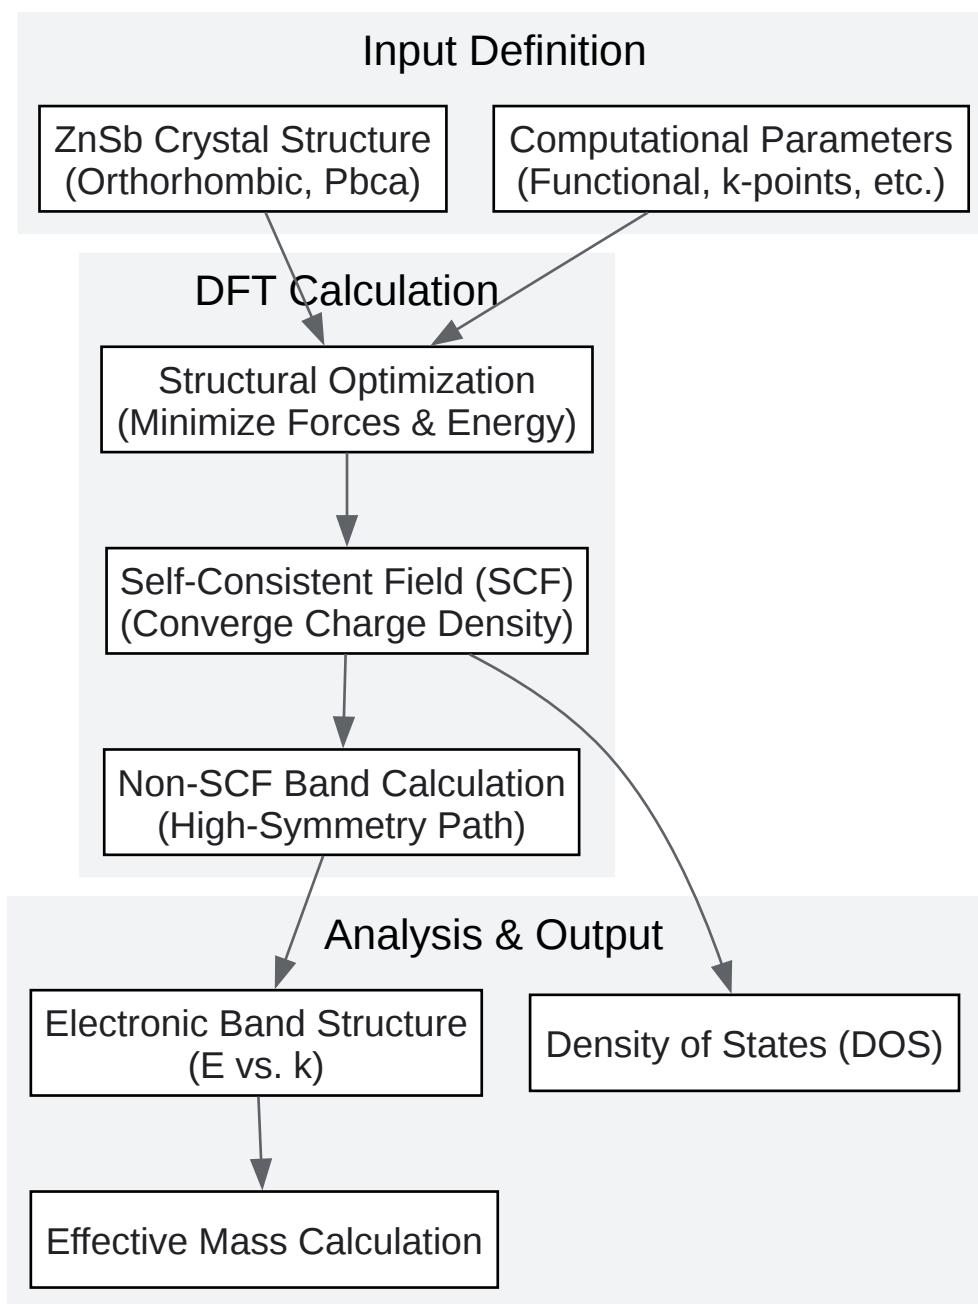 Input Definition
ZnSb Crystal Structure
(Orthorhombic, Pbca)
Computational Parameters
(Functional, k-points, etc.)
DFT Calculation
Structural Optimization
(Minimize Forces & Energy)
Self-Consistent Field (SCF)
(Converge Charge Density)
Non-SCF Band Calculation
(High-Symmetry Path)
Analysis & Output
Electronic Band Structure
(E vs. k)
Density of States (DOS)
Effective Mass Calculation